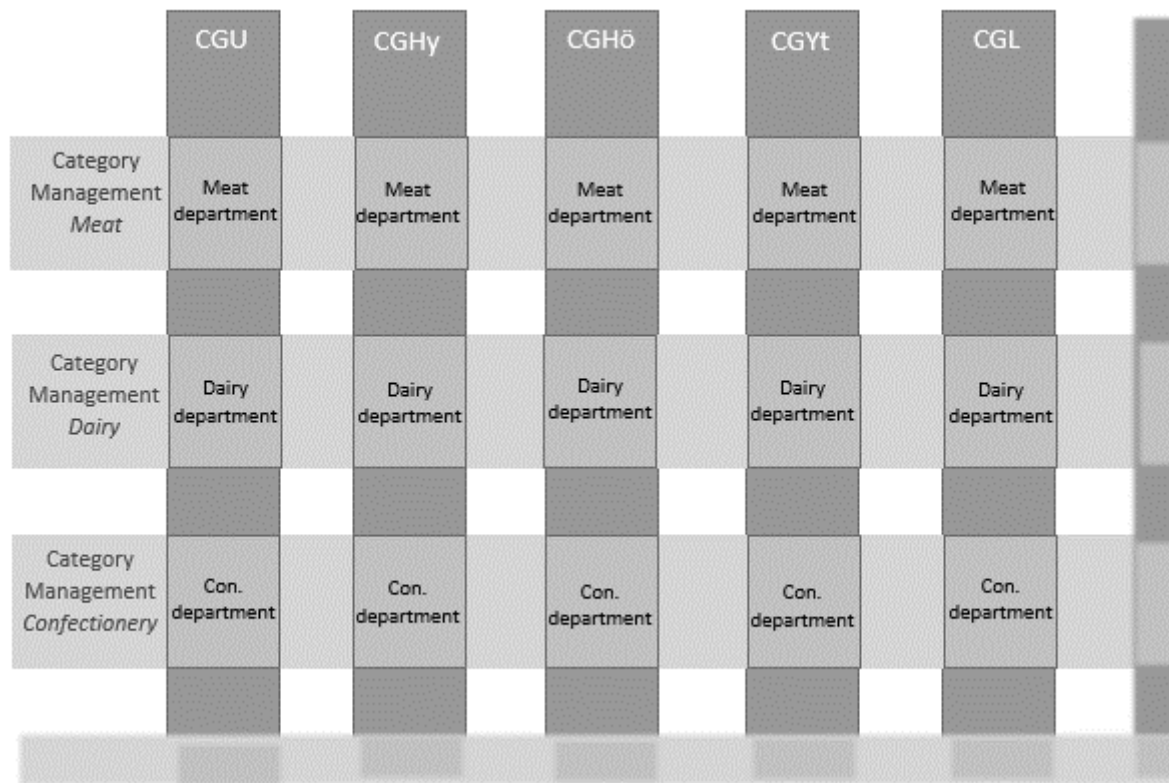 CGU CGHy CGHö CGYt CGL
Category
Management
Meat
Meat
department
Meat
department
Meat
department
Meat
department
Meat
department
Category
Management
Dairy
Dairy
department
Dairy
department
Dairy
department
Dairy
department
Dairy
department
Category
Management
Confectionery
Con.
department
Con.
department
Con.
department
Con.
department
Con.
department